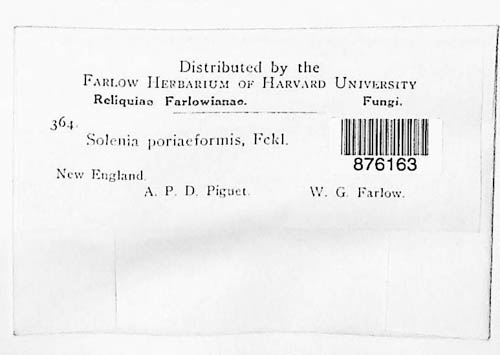 Distributed by the
FARLOW HERBARIUM OF HARVARD UNIVERSITY
Reliquiae Farlowianae. Fungi.
364.
Solenia poriaeformis, Fckl.
876163
New England.
A. P. D. Piguet. W. G. Farlow.